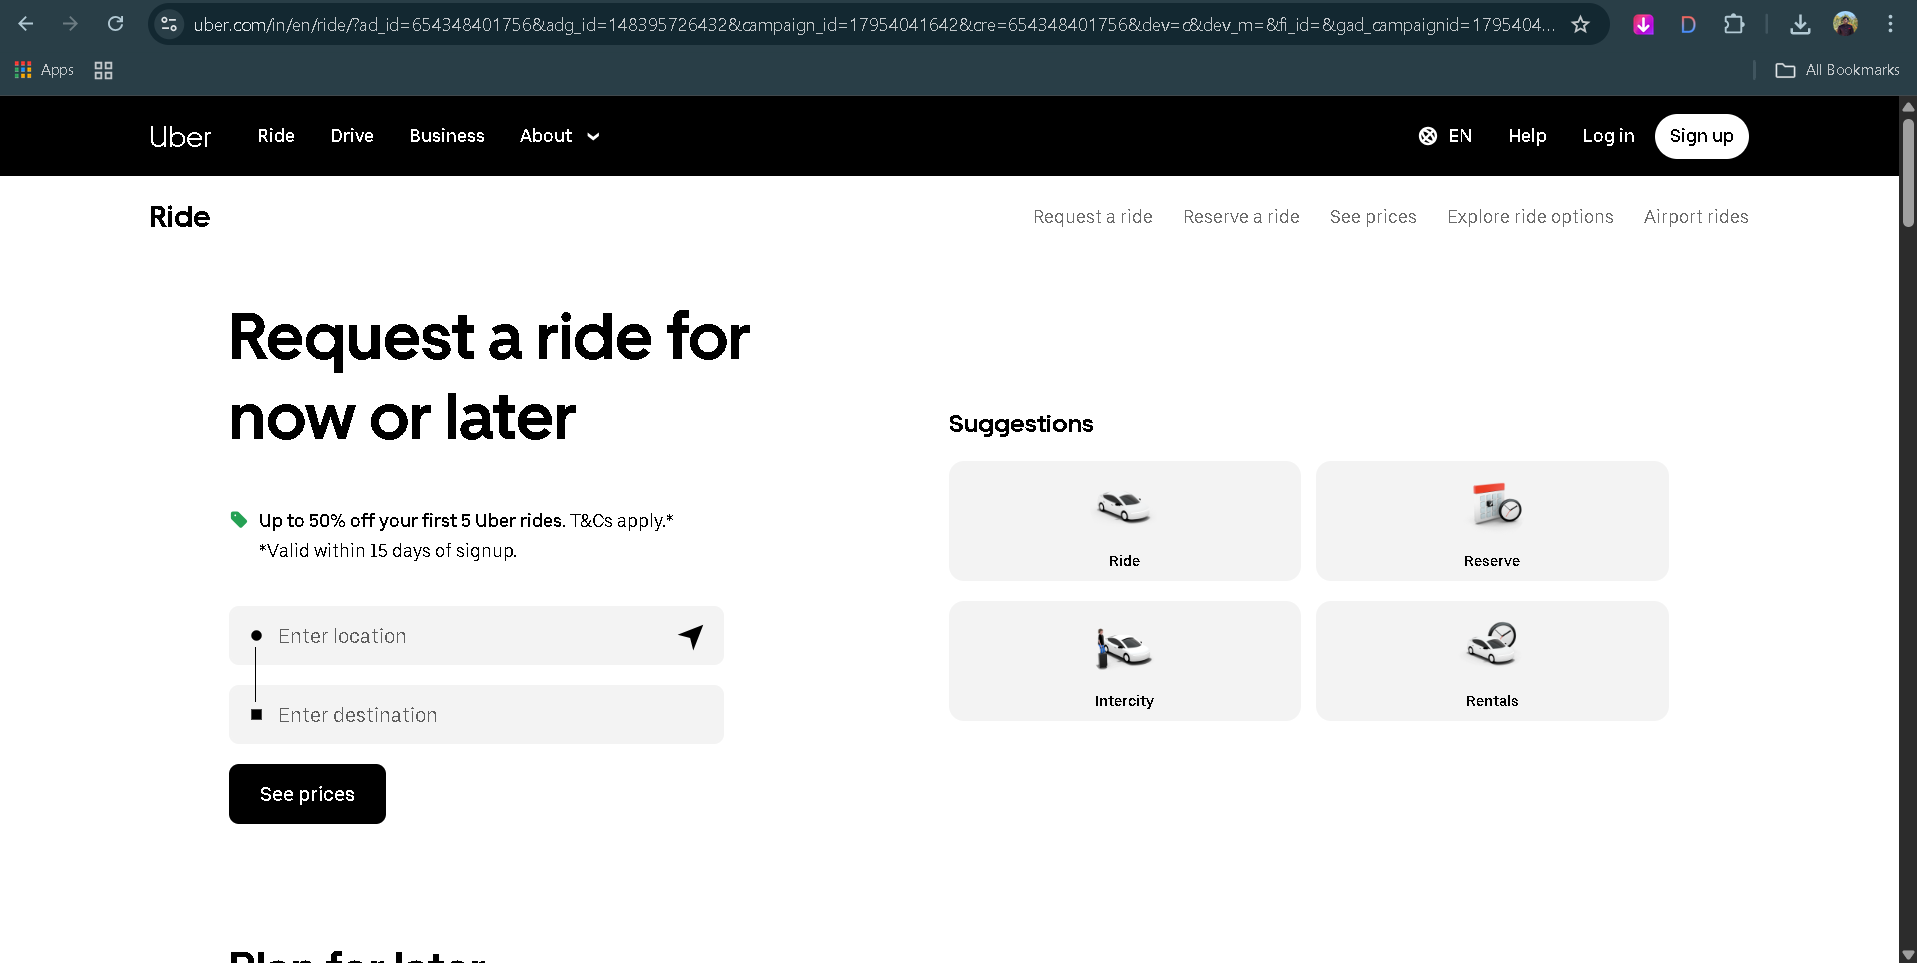 uber.com/in/en/ride/?ad_id=654348401756&adg_id=148395726432&campaign_id=17954041642&cre=654348401756&dev=c&dev_m=&fi_id=&gad_campaignid=1795404...
Apps
All Bookmarks
Uber Ride Drive Business About EN Help Log in Sign up
Ride Request a ride Reserve a ride See prices Explore ride options Airport rides
Request a ride for
now or later
Up to 50% off your first 5 Uber rides. T&Cs apply.*
*Valid within 15 days of signup.
Enter location
Enter destination
See prices
Suggestions
Ride
Reserve
Intercity
Rentals
Plan for later